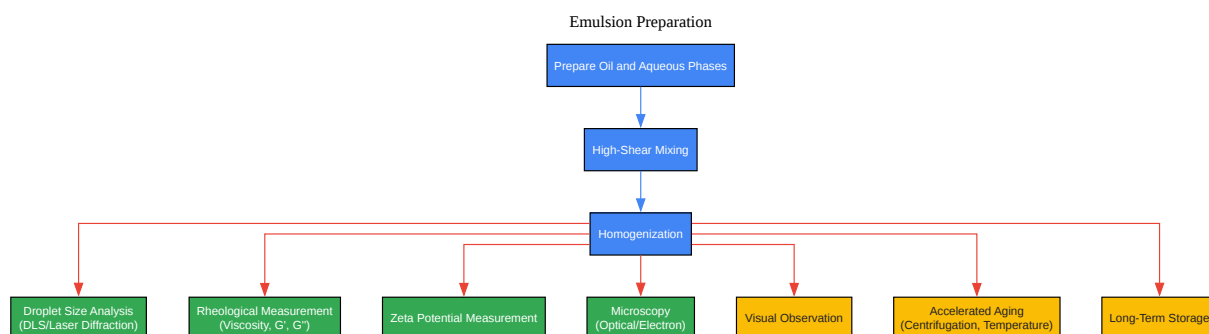 Emulsion Preparation
Prepare Oil and Aqueous Phases
High-Shear Mixing
Homogenization
Droplet Size Analysis
(DLS/Laser Diffraction)
Rheological Measurement
(Viscosity, G', G")
Zeta Potential Measurement
Microscopy
(Optical/Electron)
Visual Observation
Accelerated Aging
(Centrifugation, Temperature)
Long-Term Storage